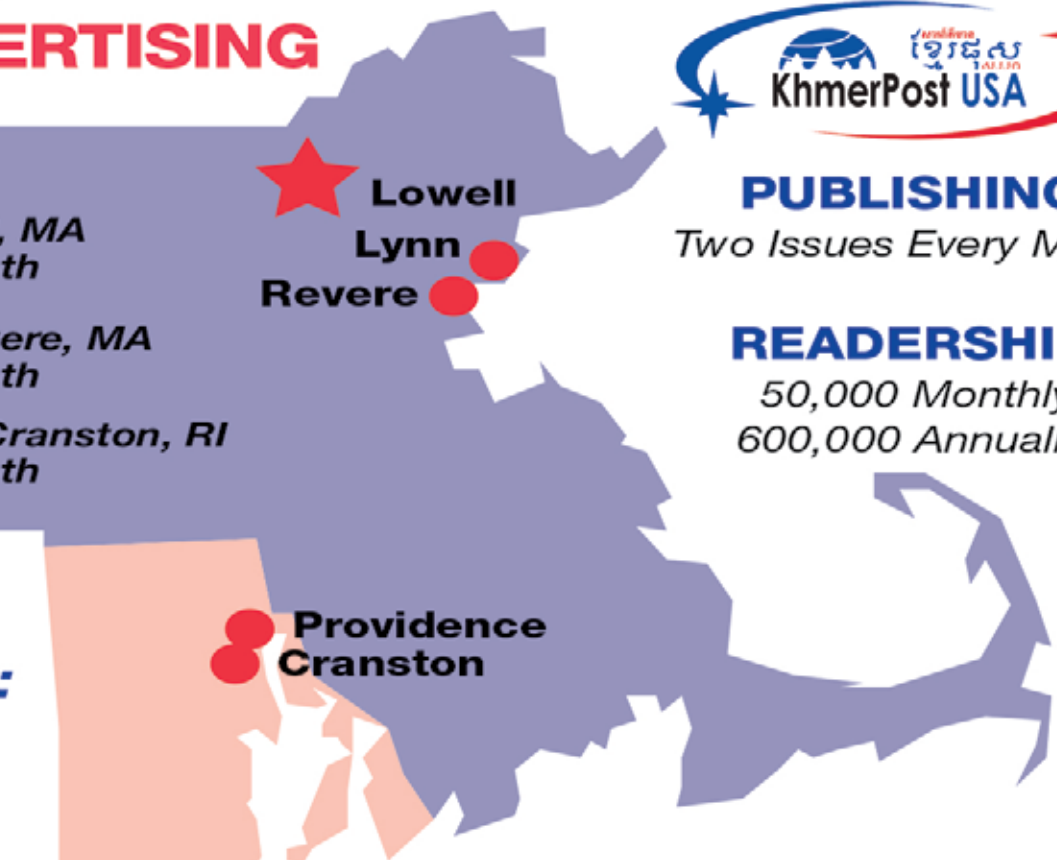 ERTISING
ខ្មែរផុស្ដិ
KhmerPost USA
PUBLISHING
Two Issues Every M
READERSHI
50,000 Monthly
600,000 Annuall
Lowell
Lynn
Revere
, MA
th
ere, MA
th
Cranston, RI
th
Providence
Cranston
: